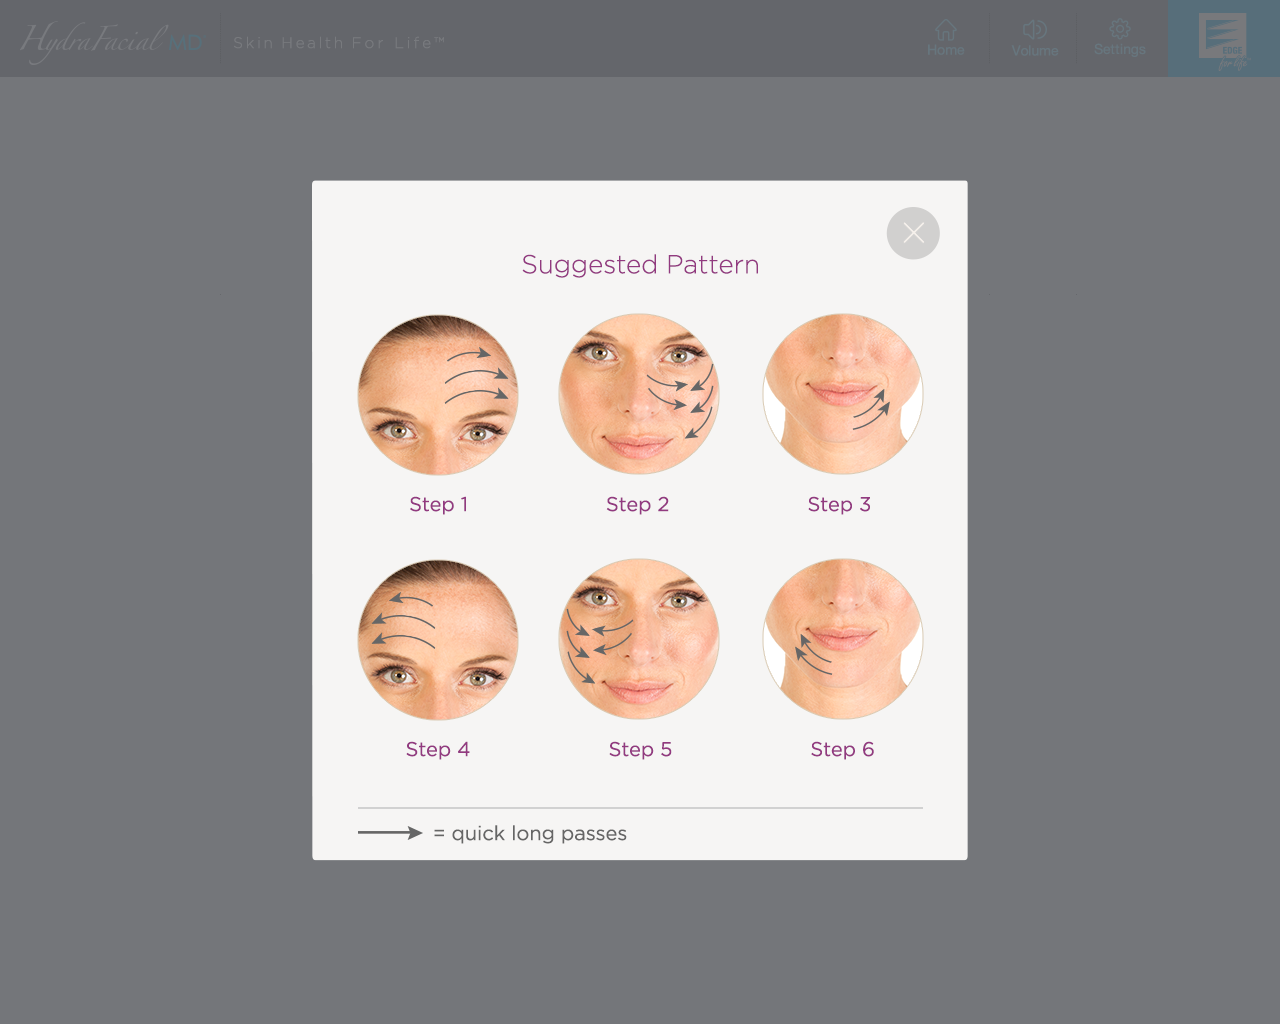 HydraFacial MD
Skin Health For Life™
Home
Volume
Settings
EDGE
for life
Suggested Pattern
Step 1
Step 2
Step 3
Step 4
Step 5
Step 6
= quick long passes